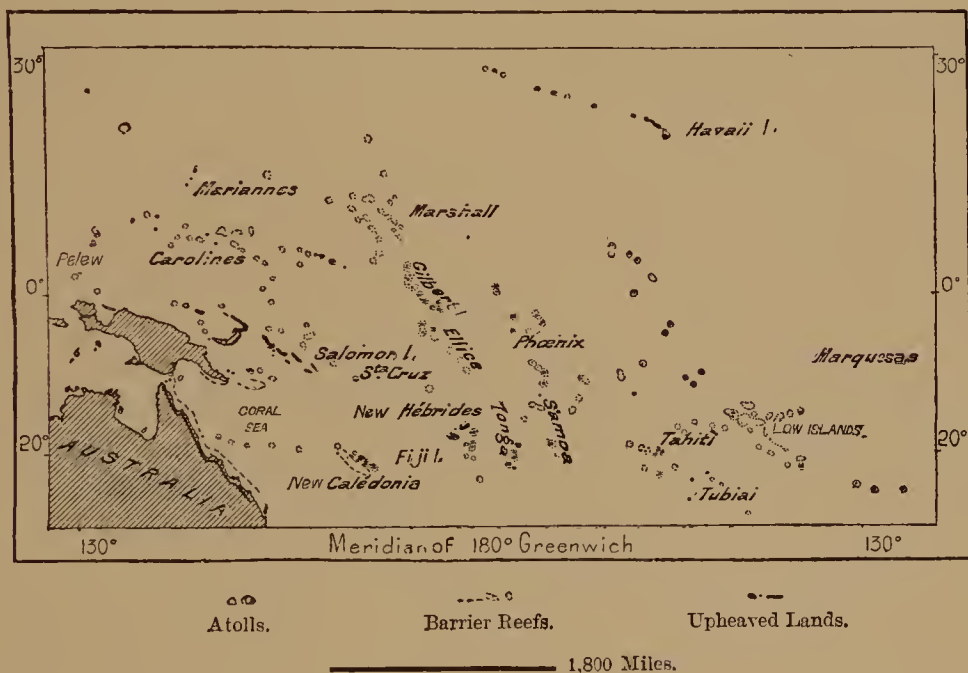 30°
30°
Havaii I.
Mariannes
Marshall
Pelew
Carolines
0°
Gilbert I.
0°
Ellice
Phœnix
Marquesas
Salomon I.
Sta Cruz
CORAL
SEA
New Hébrides
Tonga
Samoa
LOW ISLANDS.
Tahiti
20°
Fiji I.
20°
New Calédonia
Tubiai
AUSTRALIA
130°
Meridian of 180° Greenwich
130°
Atolls.
Barrier Reefs.
Upheaved Lands.
1,800 Miles.